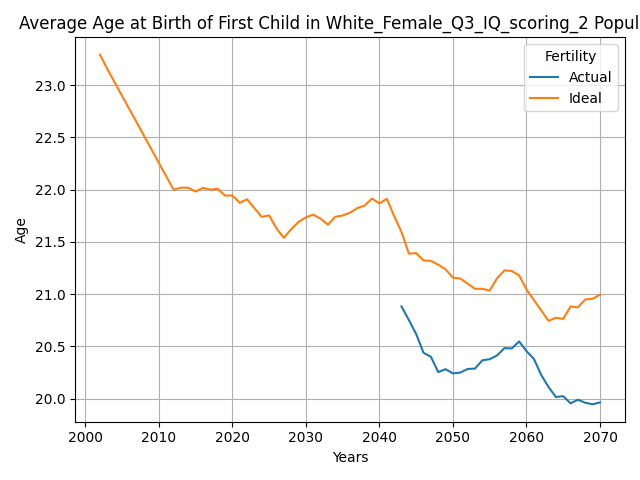 Average Age at Birth of First Child in White_Female_Q3_IQ_scoring_2 Popul
Fertility
Actual
Ideal
23.0
22.5
22.0
21.5
21.0
20.5
20.0
Age
2000 2010 2020 2030 2040 2050 2060 2070
Years